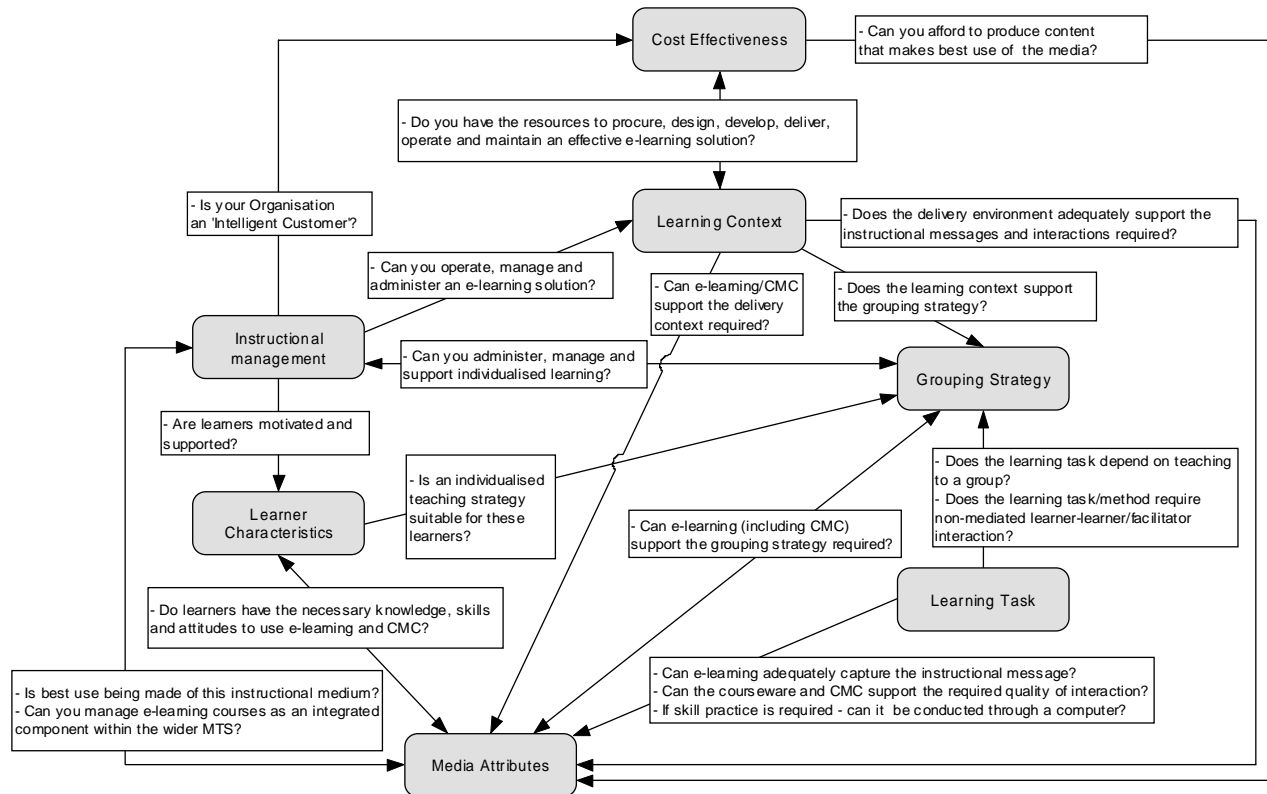 Cost Effectiveness
- Can you afford to produce content
that makes best use of the media?
- Do you have the resources to procure, design, develop, deliver,
operate and maintain an effective e-learning solution?
- Is your Organisation
an 'Intelligent Customer'?
Learning Context
- Does the delivery environment adequately support the
instructional messages and interactions required?
- Can you operate, manage and
administer an e-learning solution?
- Can e-learning/CMC
support the delivery
context required?
- Does the learning context support
the grouping strategy?
Instructional
management
- Can you administer, manage and
support individualised learning?
Grouping Strategy
- Are learners motivated and
supported?
- Is an individualised
teaching strategy
suitable for these
learners?
- Does the learning task depend on teaching
to a group?
- Does the learning task/method require
non-mediated learner-learner/facilitator
interaction?
Learner
Characteristics
- Can e-learning (including CMC)
support the grouping strategy required?
Learning Task
- Do learners have the necessary knowledge, skills
and attitudes to use e-learning and CMC?
- Is best use being made of this instructional medium?
- Can you manage e-learning courses as an integrated
component within the wider MTS?
- Can e-learning adequately capture the instructional message?
- Can the courseware and CMC support the required quality of interaction?
- If skill practice is required - can it be conducted through a computer?
Media Attributes